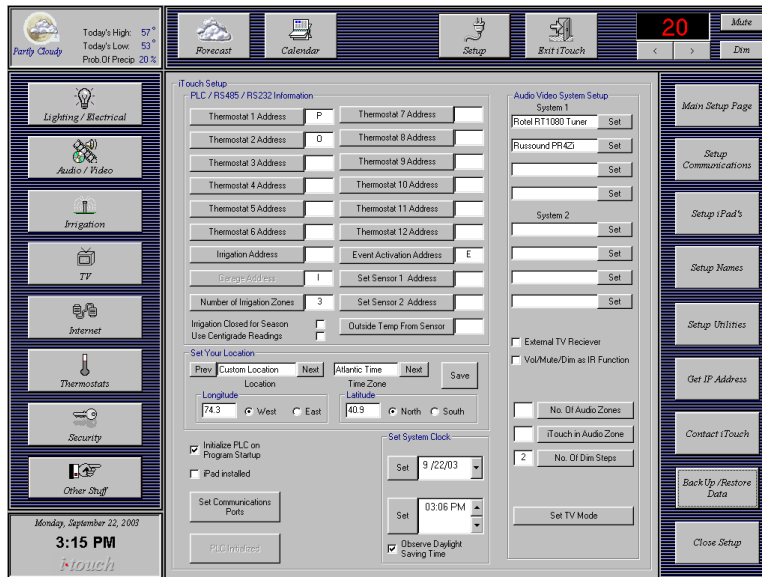 Partly Cloudy
Today's High: 57°
Today's Low: 53°
Prob.Of Precip 20 %
Forecast
Calendar
Setup
Exit iTouch
20
<
>
Mute
Dim
Lighting / Electrical
Audio / Video
Irrigation
TV
Internet
Thermostats
Security
Other Stuff
Monday, September 22, 2003
3:15 PM
i·touch
iTouch Setup
PLC / RS485 / RS232 Information
Thermostat 1 Address P
Thermostat 2 Address O
Thermostat 3 Address
Thermostat 4 Address
Thermostat 5 Address
Thermostat 6 Address
Irrigation Address
Garage Address I
Number of Irrigation Zones 3
Irrigation Closed for Season
Use Centigrade Readings
Thermostat 7 Address
Thermostat 8 Address
Thermostat 9 Address
Thermostat 10 Address
Thermostat 11 Address
Thermostat 12 Address
Event Activation Address E
Set Sensor 1 Address
Set Sensor 2 Address
Outside Temp From Sensor
Set Your Location
Prev Custom Location Next Atlantic Time Next
Location Time Zone
Save
Longitude
74.3 West East
Latitude
40.9 North South
Initialize PLC on
Program Startup
iPad installed
Set Communications
Ports
PLC Initialized
Set System Clock
Set 9 /22/03
Set 03:06 PM
Observe Daylight
Saving Time
Audio Video System Setup
System 1
Rotel RT1080 Tuner Set
Russound PR4Zi Set
Set
Set
System 2
Set
Set
Set
Set
External TV Reciever
Vol/Mute/Dim as IR Function
No. Of Audio Zones
iTouch in Audio Zone
2 No. Of Dim Steps
Set TV Mode
Main Setup Page
Setup
Communications
Setup iPad's
Setup Names
Setup Utilities
Get IP Address
Contact iTouch
Back Up /Restore
Data
Close Setup